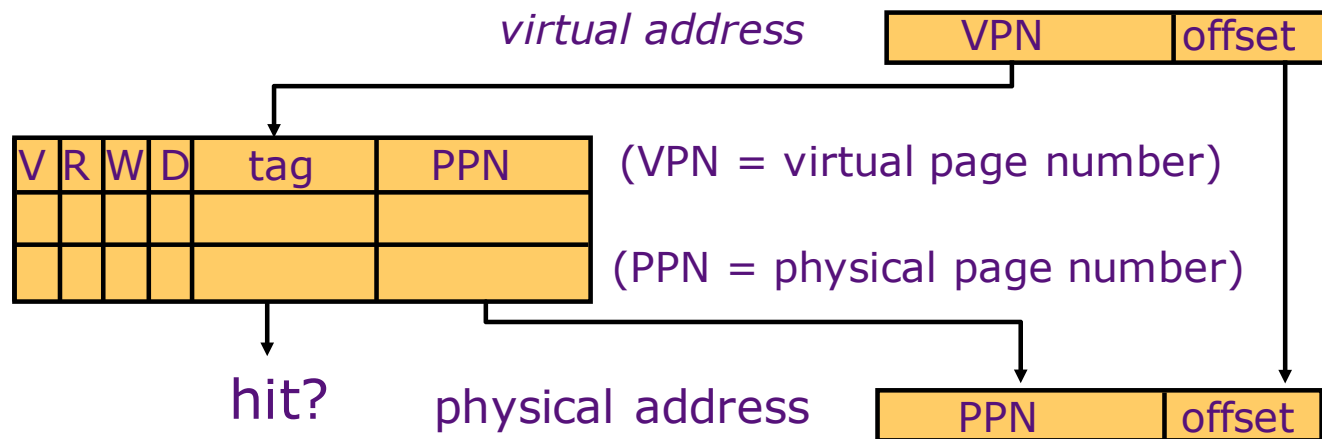 virtual address VPN offset
V R W D tag PPN (VPN = virtual page number)
(PPN = physical page number)
hit? physical address PPN offset